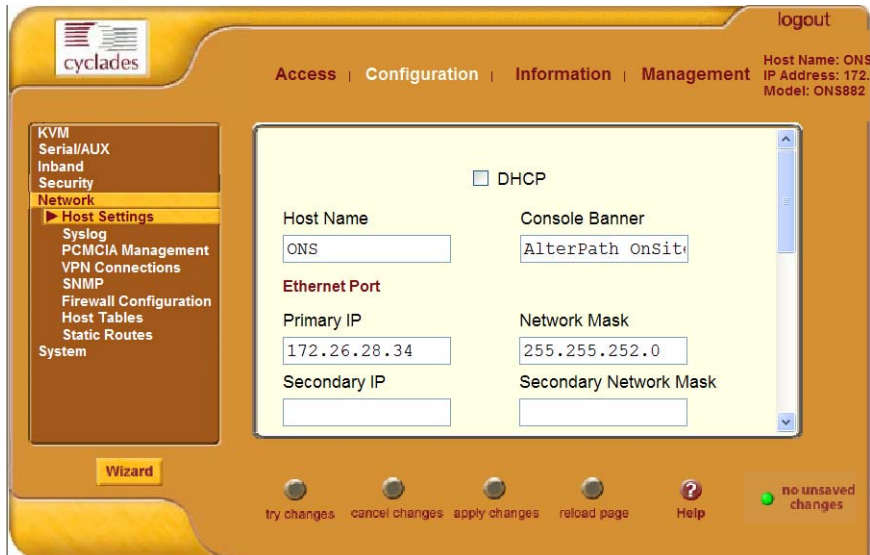 cyclades
logout
Access | Configuration | Information | Management
Host Name: ONS
IP Address: 172.
Model: ONS882
KVM
Serial/AUX
Inband
Security
Network
Host Settings
Syslog
PCMCIA Management
VPN Connections
SNMP
Firewall Configuration
Host Tables
Static Routes
System
Wizard
DHCP
Host Name
Console Banner
ONS
AlterPath OnSite
Ethernet Port
Primary IP
Network Mask
172.26.28.34
255.255.252.0
Secondary IP
Secondary Network Mask
try changes
cancel changes
apply changes
reload page
? Help
no unsaved
changes